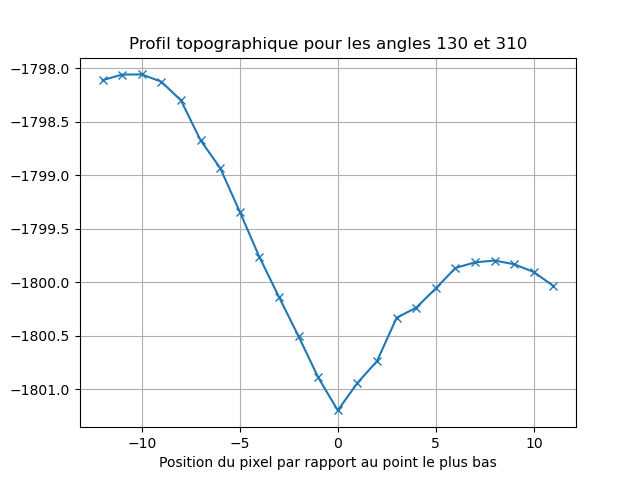 Profil topographique pour les angles 130 et 310
−1798.0
−1798.5
−1799.0
−1799.5
−1800.0
−1800.5
−1801.0
−10 −5 0 5 10
Position du pixel par rapport au point le plus bas